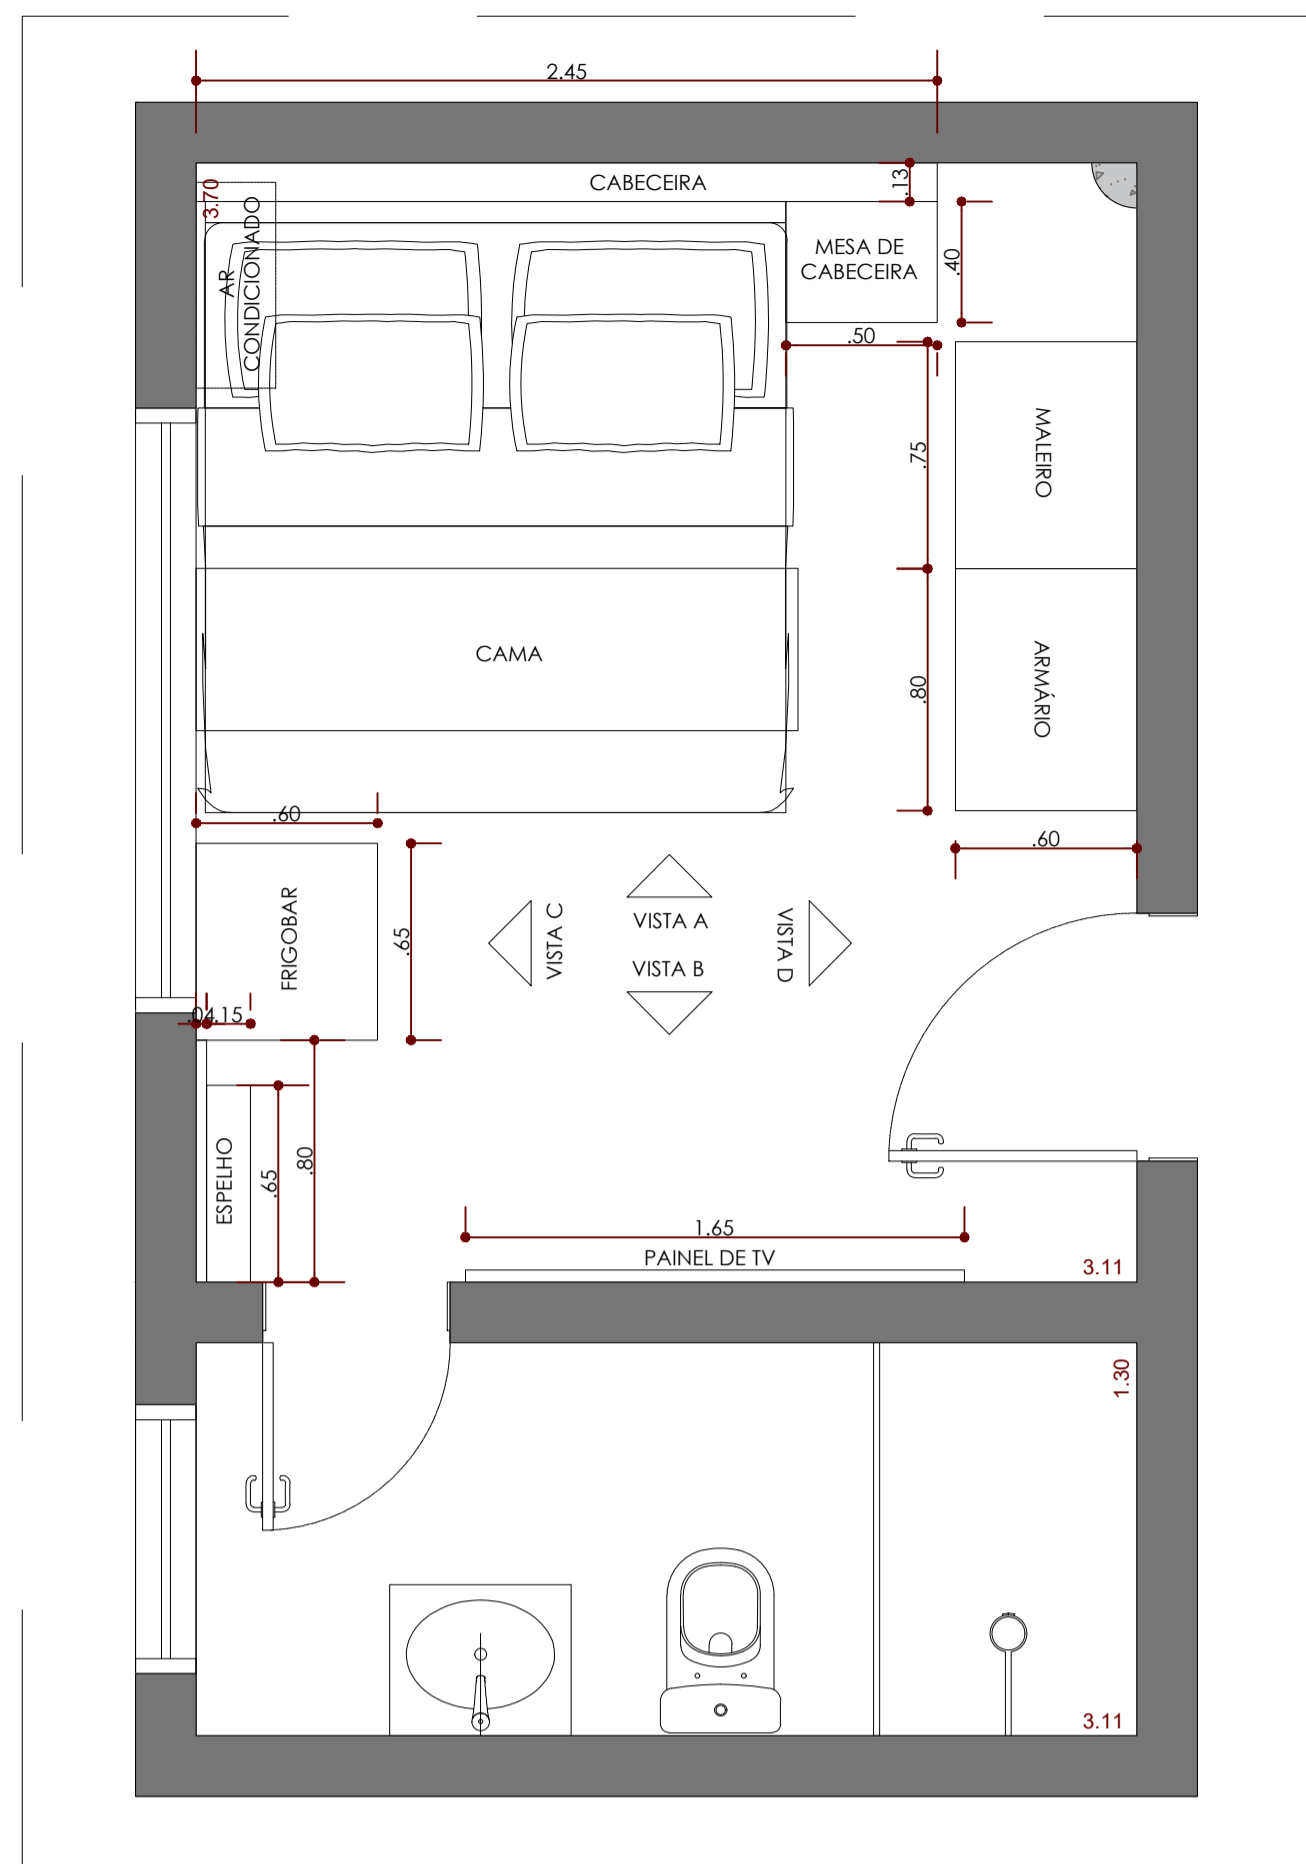 2.45
CABECEIRA
.13
3.70
AR
CONDICIONADO
MESA DE
CABECEIRA
.40
.50
MALEIRO
.75
CAMA
ARMÁRIO
.80
.60
.60
FRIGOBAR
.65
VISTA C
VISTA A
VISTA B
VISTA D
.04
.15
ESPELHO
.65
.80
1.65
PAINEL DE TV
3.11
1.30
3.11